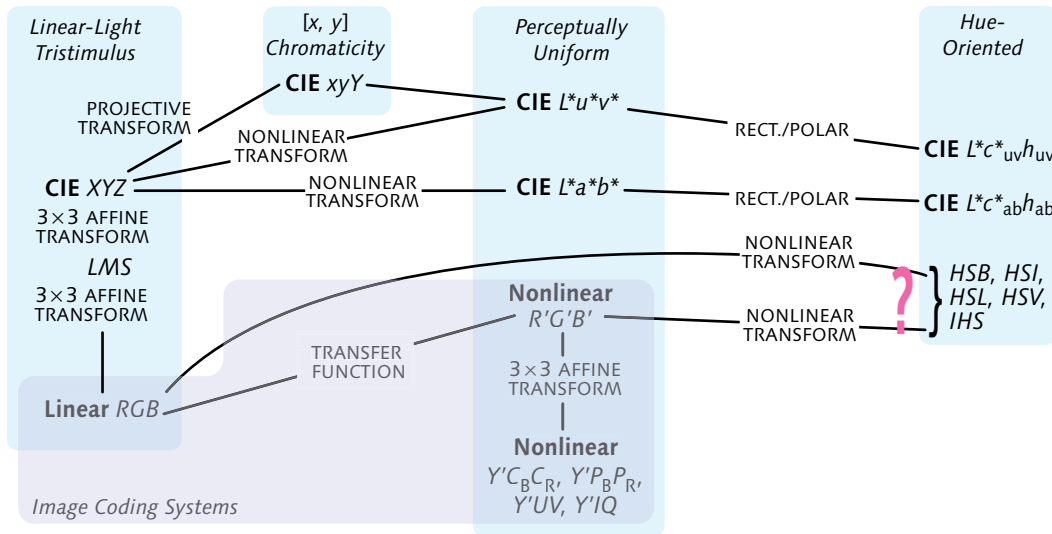 Linear-Light
Tristimulus
[x, y]
Chromaticity
Perceptually
Uniform
Hue-
Oriented
CIE xyY
CIE L*u*v*
PROJECTIVE
TRANSFORM
NONLINEAR
TRANSFORM
RECT./POLAR
CIE L*c*uvhuv
CIE XYZ
NONLINEAR
TRANSFORM
CIE L*a*b*
RECT./POLAR
CIE L*c*abhab
3×3 AFFINE
TRANSFORM
LMS
3×3 AFFINE
TRANSFORM
NONLINEAR
TRANSFORM
?
}
HSB, HSI,
HSL, HSV,
IHS
Nonlinear
R'G'B'
NONLINEAR
TRANSFORM
TRANSFER
FUNCTION
3×3 AFFINE
TRANSFORM
Linear RGB
Nonlinear
Y'CBCR, Y'PBPR,
Y'UV, Y'IQ
Image Coding Systems